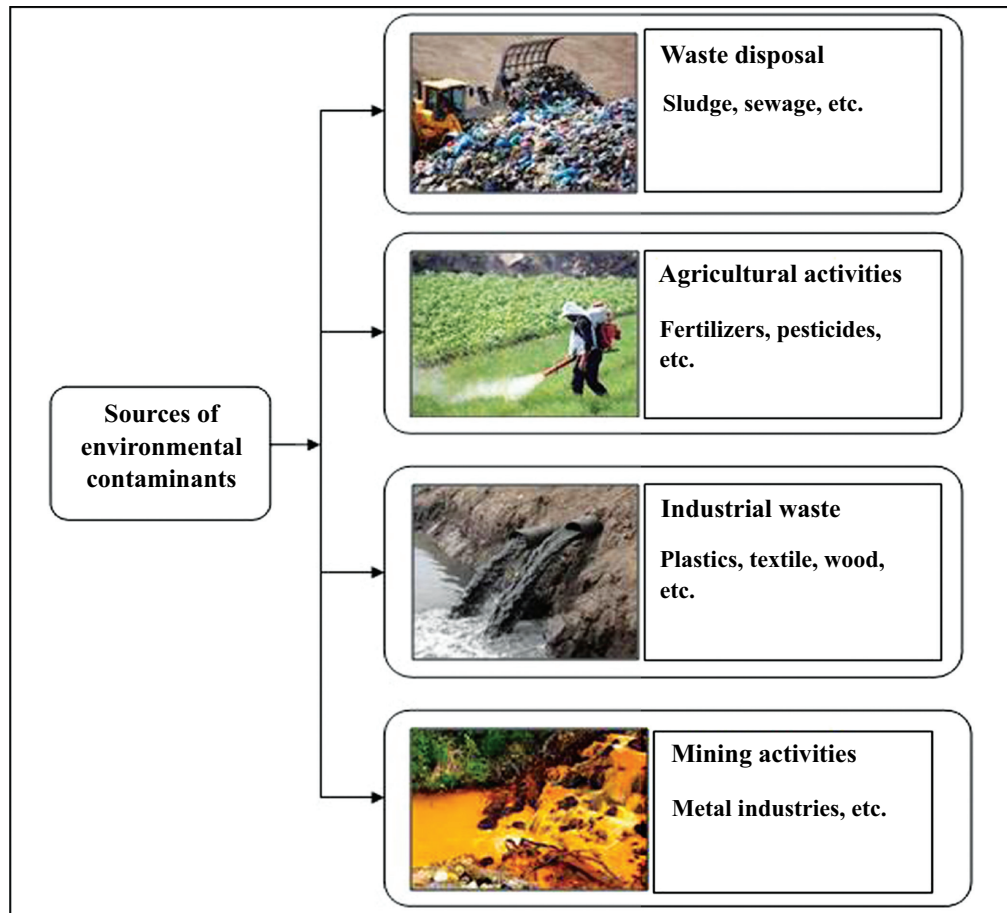 Waste disposal
Sludge, sewage, etc.
Agricultural activities
Fertilizers, pesticides,
etc.
Sources of
environmental
contaminants
Industrial waste
Plastics, textile, wood,
etc.
Mining activities
Metal industries, etc.